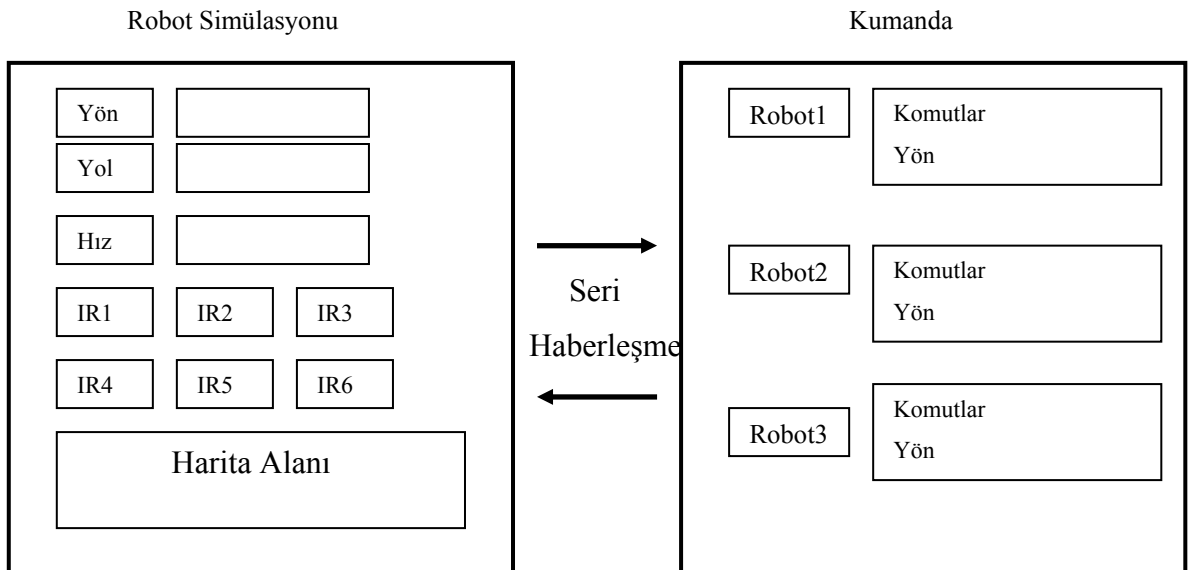 Robot Simülasyonu
Kumanda
Yön
Yol
Hız
IR1 IR2 IR3
IR4 IR5 IR6
Harita Alanı
Seri
Haberleşme
Robot1
Komutlar
Yön
Robot2
Komutlar
Yön
Robot3
Komutlar
Yön